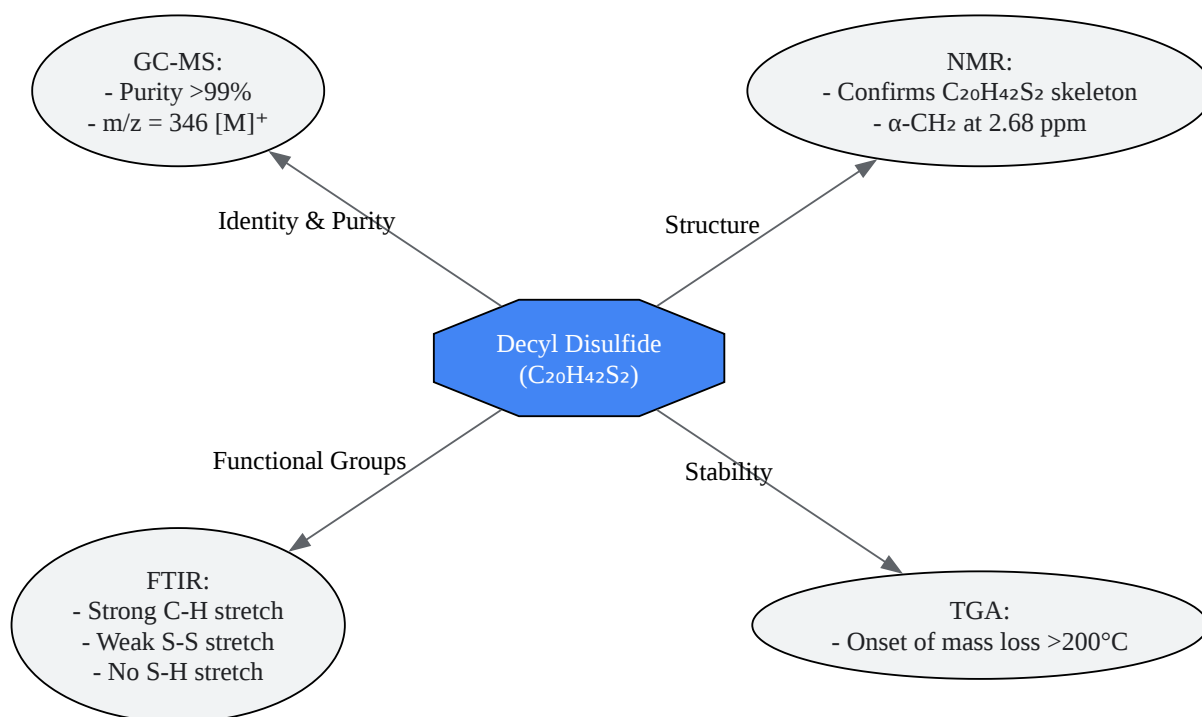 GC-MS:
- Purity >99%
- m/z = 346 [M]⁺
NMR:
- Confirms C₂₀H₄₂S₂ skeleton
- α-CH₂ at 2.68 ppm
Identity & Purity
Structure
Decyl Disulfide
(C₂₀H₄₂S₂)
Functional Groups
Stability
FTIR:
- Strong C-H stretch
- Weak S-S stretch
- No S-H stretch
TGA:
- Onset of mass loss >200°C